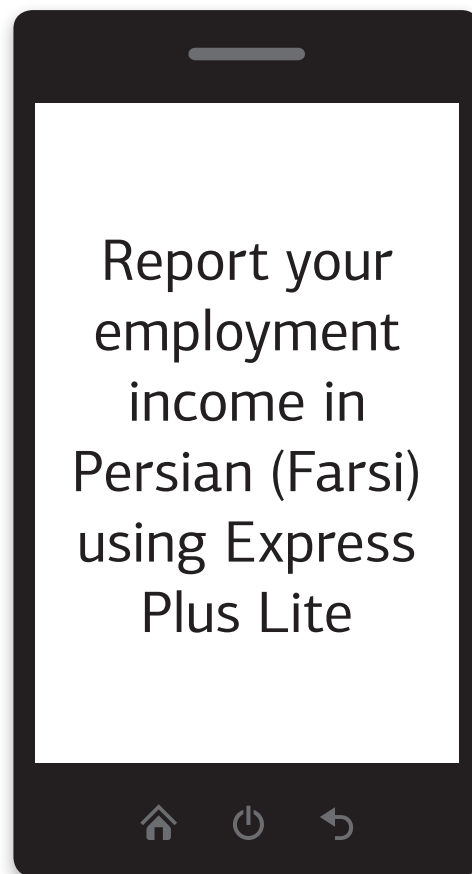 Report your
employment
income in
Persian (Farsi)
using Express
Plus Lite